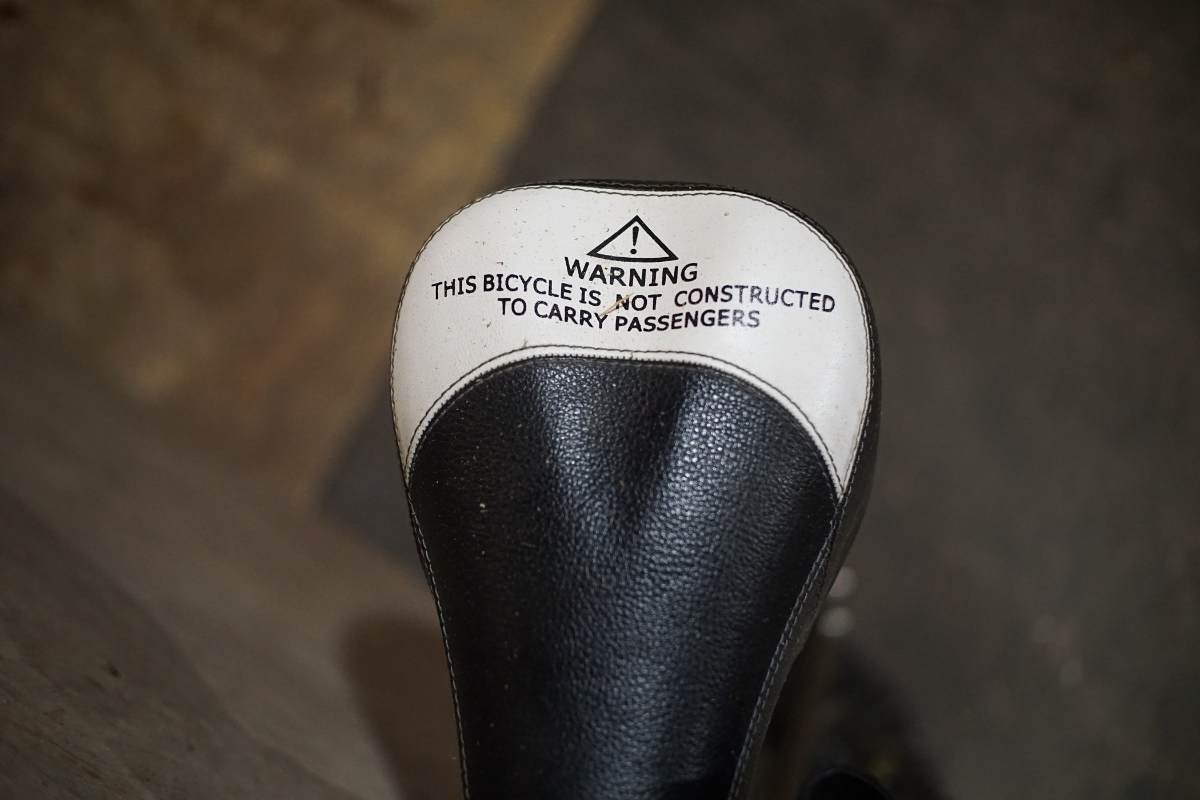 !
WARNING
THIS BICYCLE IS NOT CONSTRUCTED
TO CARRY PASSENGERS